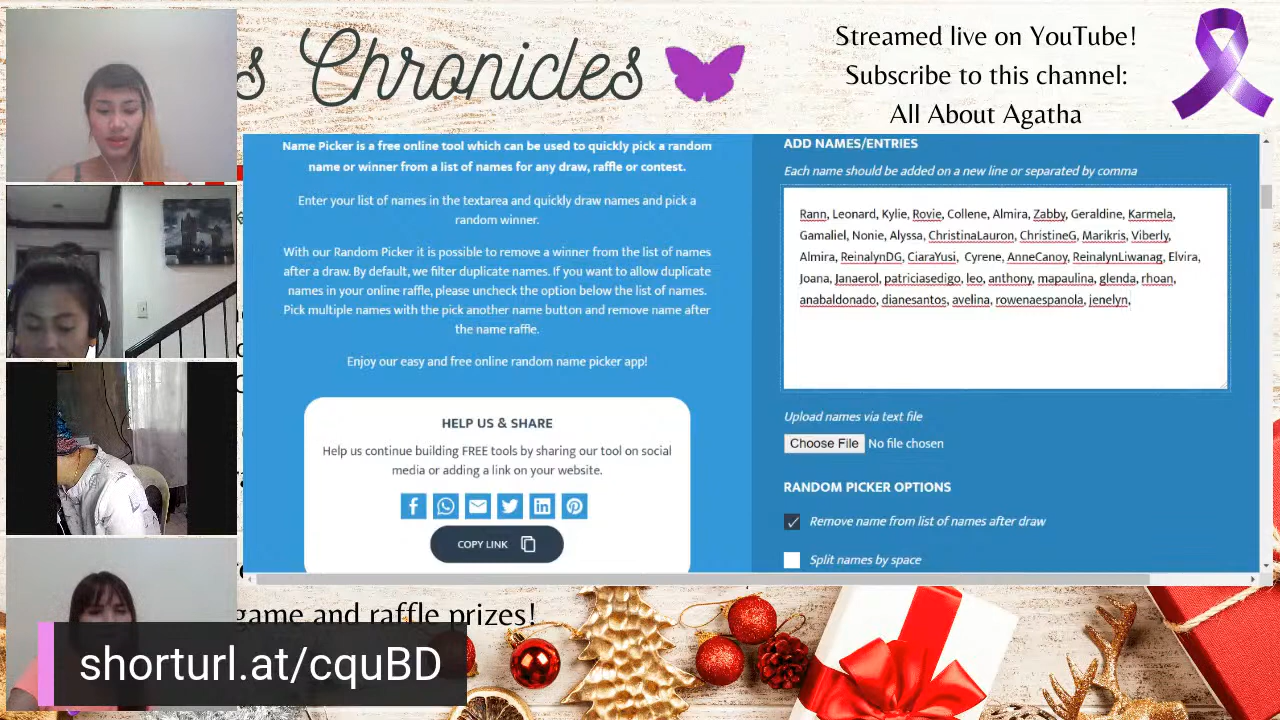 s Chronicles
Streamed live on YouTube!
Subscribe to this channel:
All About Agatha
Name Picker is a free online tool which can be used to quickly pick a random
name or winner from a list of names for any draw, raffle or contest.
Enter your list of names in the textarea and quickly draw names and pick a
random winner.
With our Random Picker it is possible to remove a winner from the list of names
after a draw. By default, we filter duplicate names. If you want to allow duplicate
names in your online raffle, please uncheck the option below the list of names.
Pick multiple names with the pick another name button and remove name after
the name raffle.
Enjoy our easy and free online random name picker app!
HELP US & SHARE
Help us continue building FREE tools by sharing our tool on social
media or adding a link on your website.
COPY LINK
ADD NAMES/ENTRIES
Each name should be added on a new line or separated by comma
Rann, Leonard, Kylie, Rovie, Collene, Almira, Zabby, Geraldine, Karmela,
Gamaliel, Nonie, Alyssa, ChristinaLauron, ChristineG, Marikris, Viberly,
Almira, ReinalynDG, CiaraYusi, Cyrene, AnneCanoy, ReinalynLiwanag, Elvira,
Joana, Janaerol, patriciasedigo, leo, anthony, mapaulina, glenda, rhoan,
anabaldonado, dianesantos, avelina, rowenaespanola, jenelyn,
Upload names via text file
Choose File No file chosen
RANDOM PICKER OPTIONS
Remove name from list of names after draw
Split names by space
game and raffle prizes!
shorturl.at/cquBD